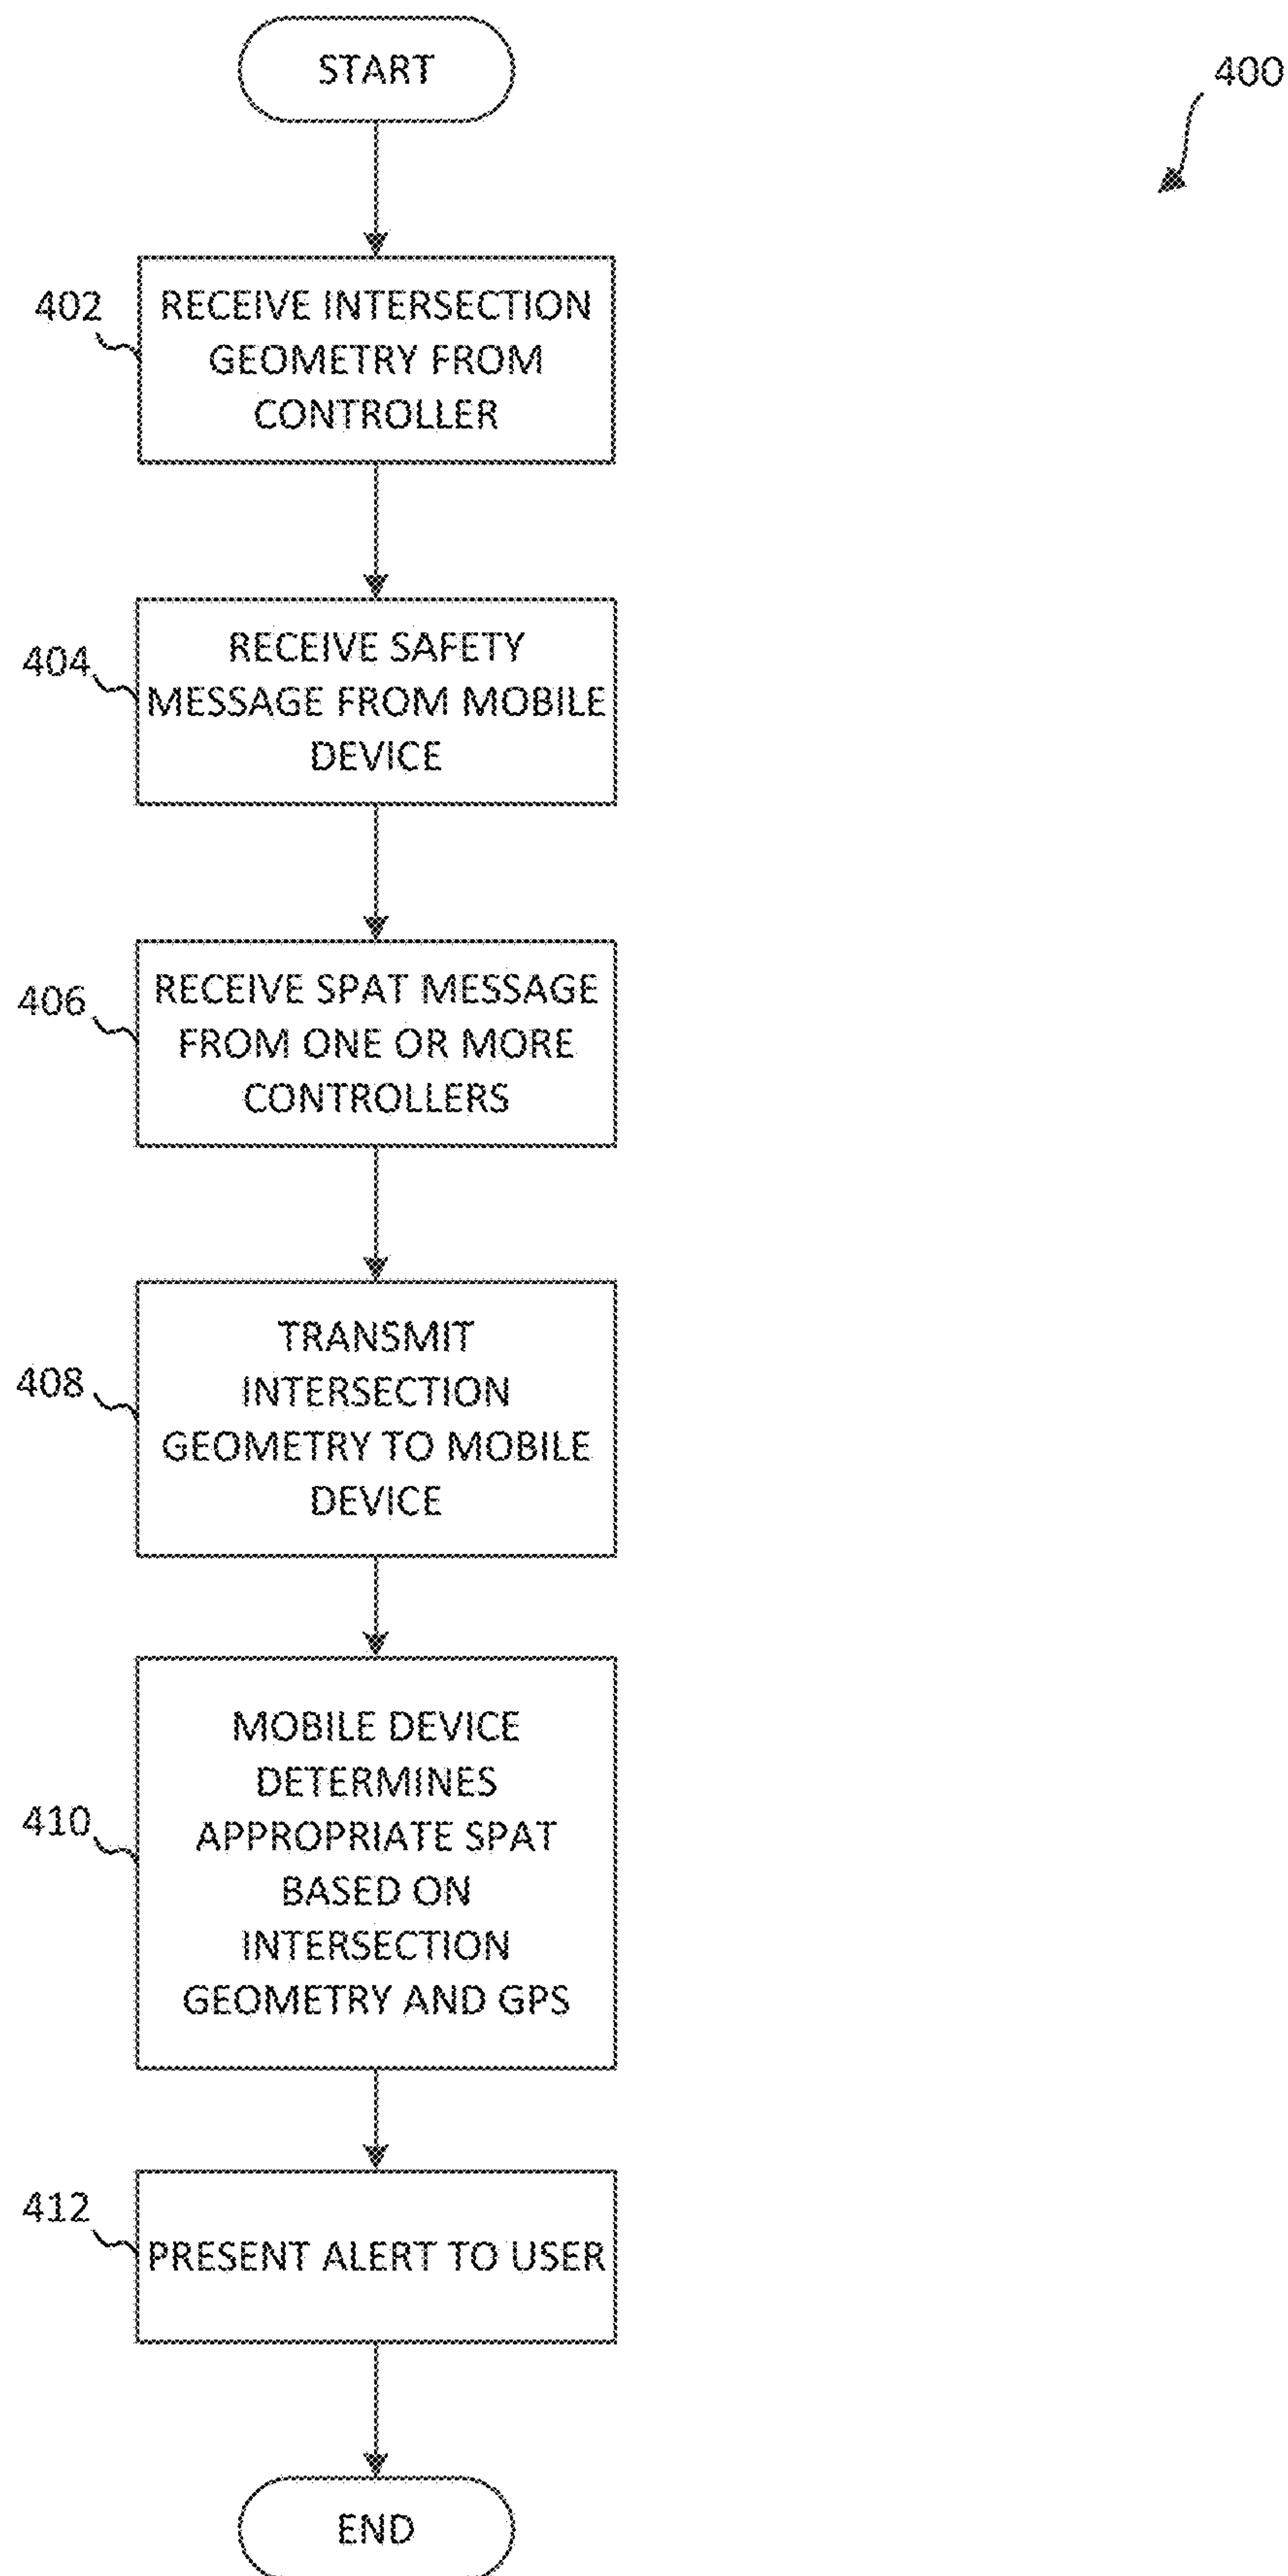 START
400
402
RECEIVE INTERSECTION
GEOMETRY FROM
CONTROLLER
404
RECEIVE SAFETY
MESSAGE FROM MOBILE
DEVICE
406
RECEIVE SPAT MESSAGE
FROM ONE OR MORE
CONTROLLERS
408
TRANSMIT
INTERSECTION
GEOMETRY TO MOBILE
DEVICE
410
MOBILE DEVICE
DETERMINES
APPROPRIATE SPAT
BASED ON
INTERSECTION
GEOMETRY AND GPS
412
PRESENT ALERT TO USER
END